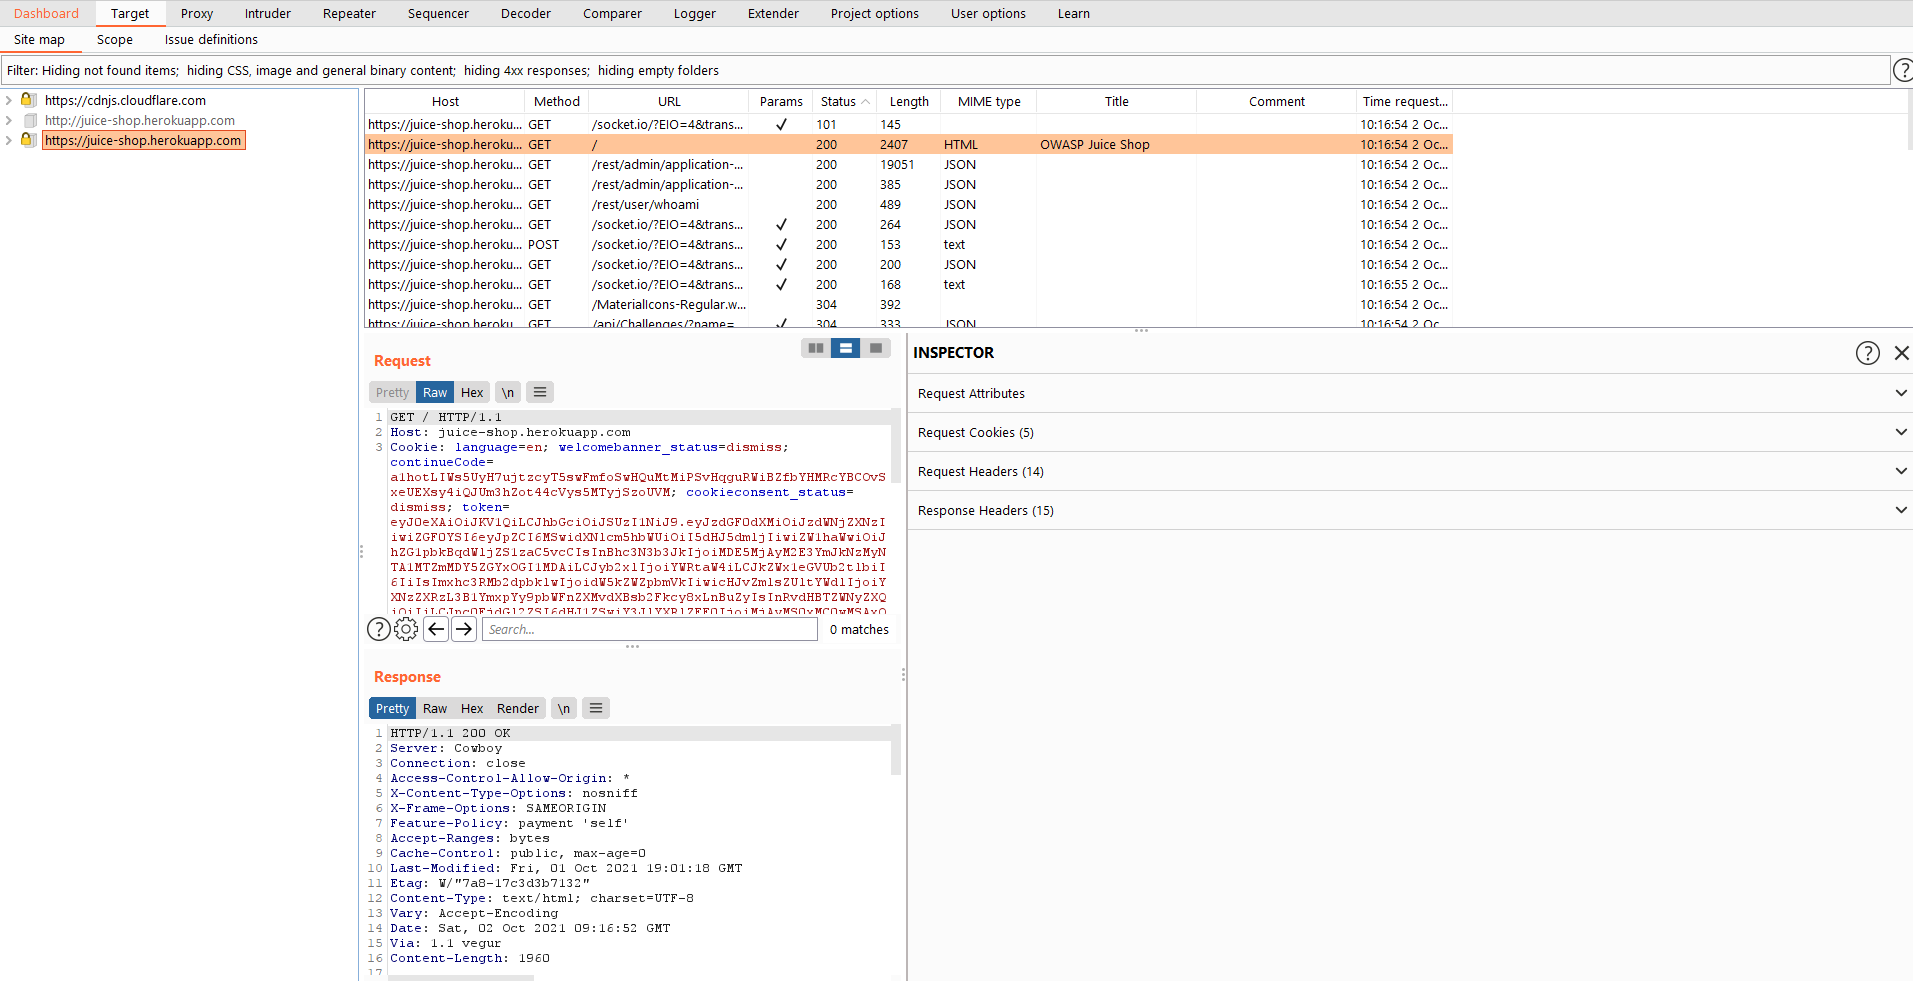 Dashboard Target Proxy Intruder Repeater Sequencer Decoder Comparer Logger Extender Project options User options Learn
Site map Scope Issue definitions
Filter: Hiding not found items; hiding CSS, image and general binary content; hiding 4xx responses; hiding empty folders
https://cdnjs.cloudflare.com
http://juice-shop.herokuapp.com
https://juice-shop.herokuapp.com
Host Method URL Params Status Length MIME type Title Comment Time request...
https://juice-shop.heroku... GET /socket.io/?EIO=4&trans... ✓ 101 145 10:16:54 2 Oc...
https://juice-shop.heroku... GET / 200 2407 HTML OWASP Juice Shop 10:16:54 2 Oc...
https://juice-shop.heroku... GET /rest/admin/application-... 200 19051 JSON 10:16:54 2 Oc...
https://juice-shop.heroku... GET /rest/admin/application-... 200 385 JSON 10:16:54 2 Oc...
https://juice-shop.heroku... GET /rest/user/whoami 200 489 JSON 10:16:54 2 Oc...
https://juice-shop.heroku... GET /socket.io/?EIO=4&trans... ✓ 200 264 JSON 10:16:54 2 Oc...
https://juice-shop.heroku... POST /socket.io/?EIO=4&trans... ✓ 200 153 text 10:16:54 2 Oc...
https://juice-shop.heroku... GET /socket.io/?EIO=4&trans... ✓ 200 200 JSON 10:16:54 2 Oc...
https://juice-shop.heroku... GET /socket.io/?EIO=4&trans... ✓ 200 168 text 10:16:55 2 Oc...
https://juice-shop.heroku... GET /MaterialIcons-Regular.w... 304 392 10:16:54 2 Oc...
https://juice-shop.heroku... GET /api/Challenges/?name=... ✓ 304 333 JSON 10:16:54 2 Oc...
Request
Pretty Raw Hex \n
1 GET / HTTP/1.1
2 Host: juice-shop.herokuapp.com
3 Cookie: language=en; welcomebanner_status=dismiss;
continueCode=
cookieconsent_status=
dismiss; token=
Search... 0 matches
Response
Pretty Raw Hex Render \n
1 HTTP/1.1 200 OK
2 Server: Cowboy
3 Connection: close
4 Access-Control-Allow-Origin: *
5 X-Content-Type-Options: nosniff
6 X-Frame-Options: SAMEORIGIN
7 Feature-Policy: payment 'self'
8 Accept-Ranges: bytes
9 Cache-Control: public, max-age=0
10 Last-Modified: Fri, 01 Oct 2021 19:01:18 GMT
11 Etag: W/"7a8-17c3d3b7132"
12 Content-Type: text/html; charset=UTF-8
13 Vary: Accept-Encoding
14 Date: Sat, 02 Oct 2021 09:16:52 GMT
15 Via: 1.1 vegur
16 Content-Length: 1960
17
INSPECTOR
Request Attributes
Request Cookies (5)
Request Headers (14)
Response Headers (15)